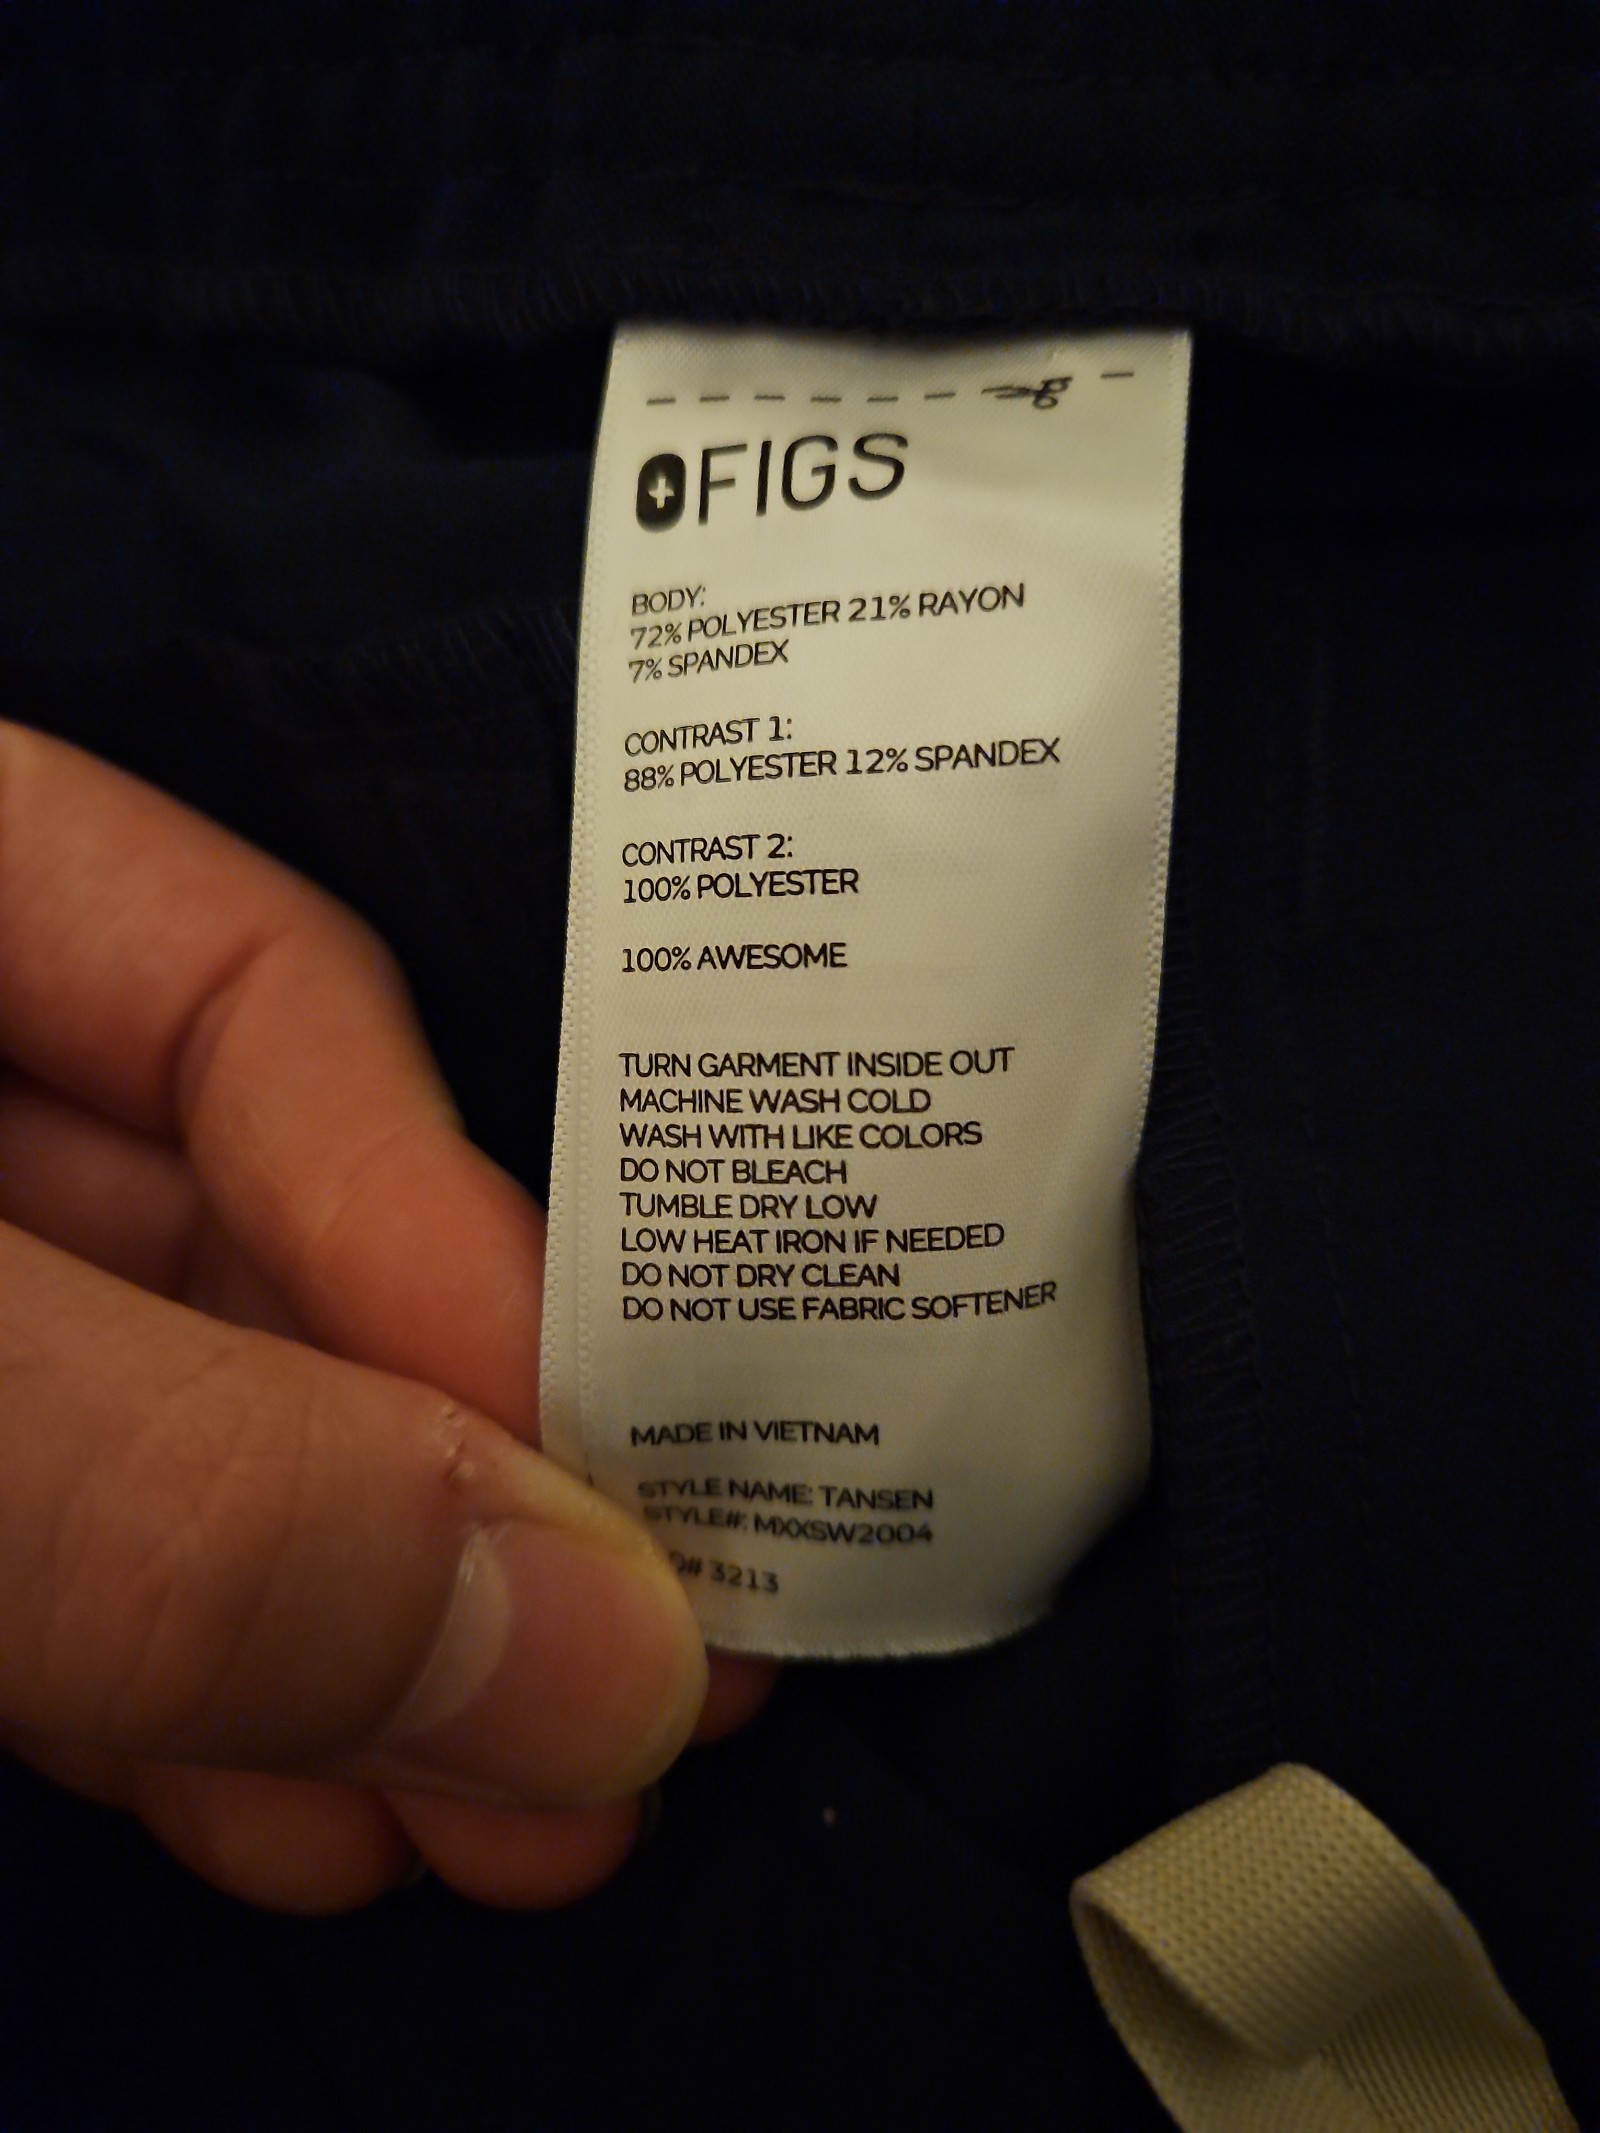 FIGS
BODY:
72% POLYESTER 21% RAYON
7% SPANDEX
CONTRAST 1:
88% POLYESTER 12% SPANDEX
CONTRAST 2:
100% POLYESTER
100% AWESOME
TURN GARMENT INSIDE OUT
MACHINE WASH COLD
WASH WITH LIKE COLORS
DO NOT BLEACH
TUMBLE DRY LOW
LOW HEAT IRON IF NEEDED
DO NOT DRY CLEAN
DO NOT USE FABRIC SOFTENER
MADE IN VIETNAM
STYLE NAME: TANSEN
STYLE#: MXXSW2004
3213